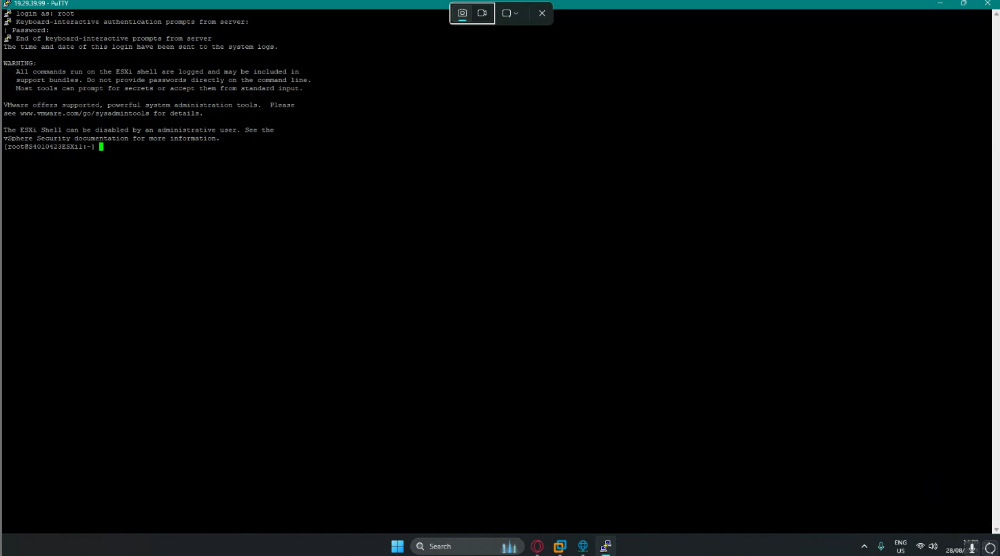 19.29.39.99 - PuTTY
login as: root
Keyboard-interactive authentication prompts from server:
| Password:
End of keyboard-interactive prompts from server
The time and date of this login have been sent to the system logs.
WARNING:
All commands run on the ESXi shell are logged and may be included in
support bundles. Do not provide passwords directly on the command line.
Most tools can prompt for secrets or accept them from standard input.
VMware offers supported, powerful system administration tools.  Please
see www.vmware.com/go/sysadmintools for details.
The ESXi Shell can be disabled by an administrative user. See the
vSphere Security documentation for more information.
[root@S4010423ESXi1:~]
Search
ENG
US
28/08/